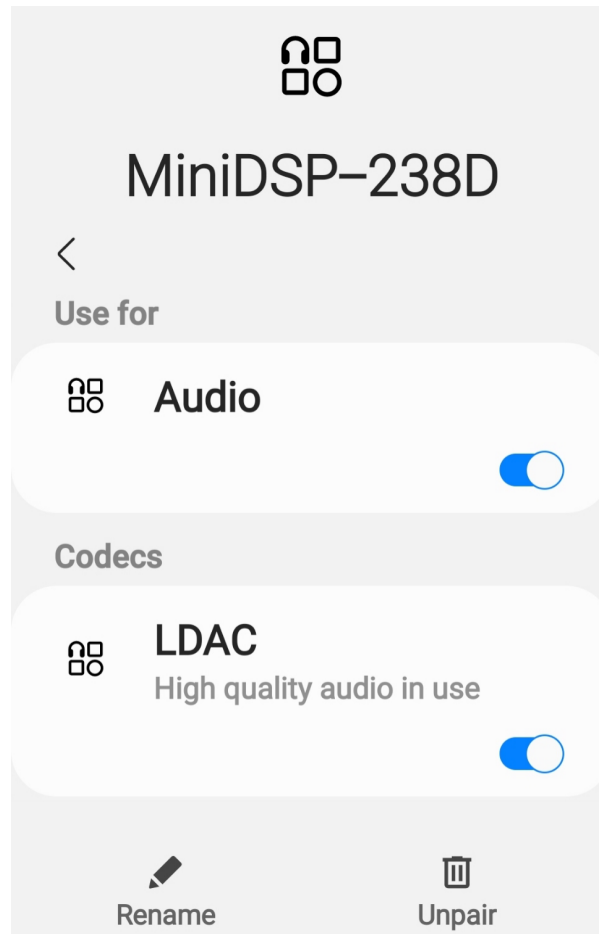 MiniDSP-238D
Use for
Audio
Codecs
LDAC
High quality audio in use
Rename
Unpair